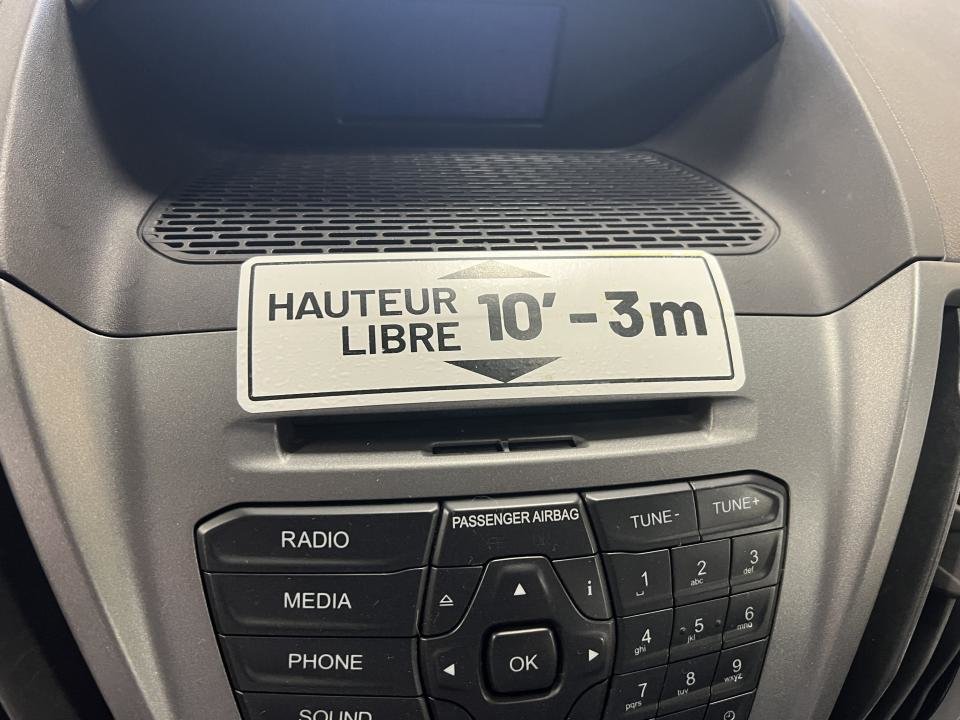 HAUTEUR
LIBRE
10' - 3m
RADIO
PASSENGER AIRBAG
TUNE-
TUNE+
MEDIA
i
1
2
abc
3
def
PHONE
OK
4
ghi
5
jkl
6
mno
SOUND
7
pqrs
8
tuv
9
wxyz